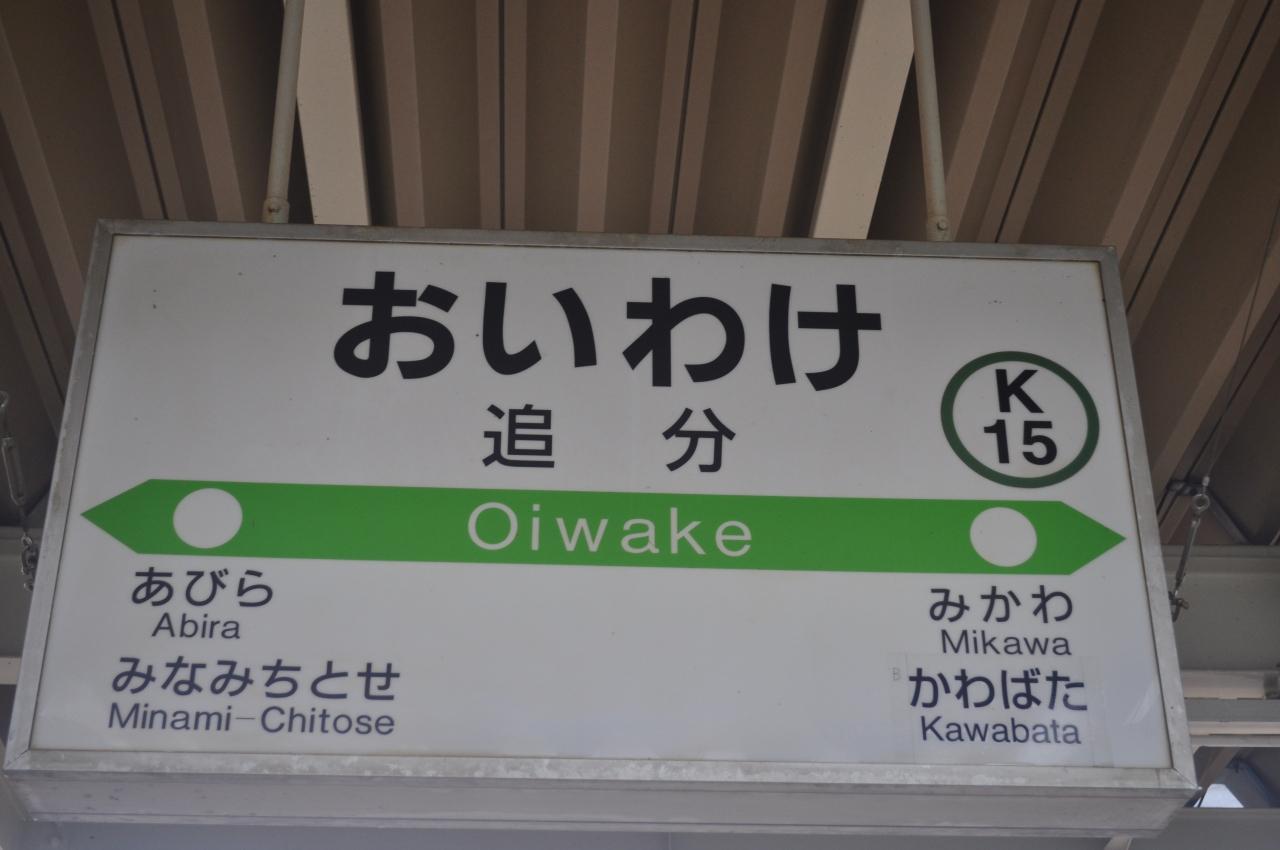 おいわけ
追分
K
15
Oiwake
あびら
Abira
みなみちとせ
Minami-Chitose
みかわ
Mikawa
B
かわばた
Kawabata